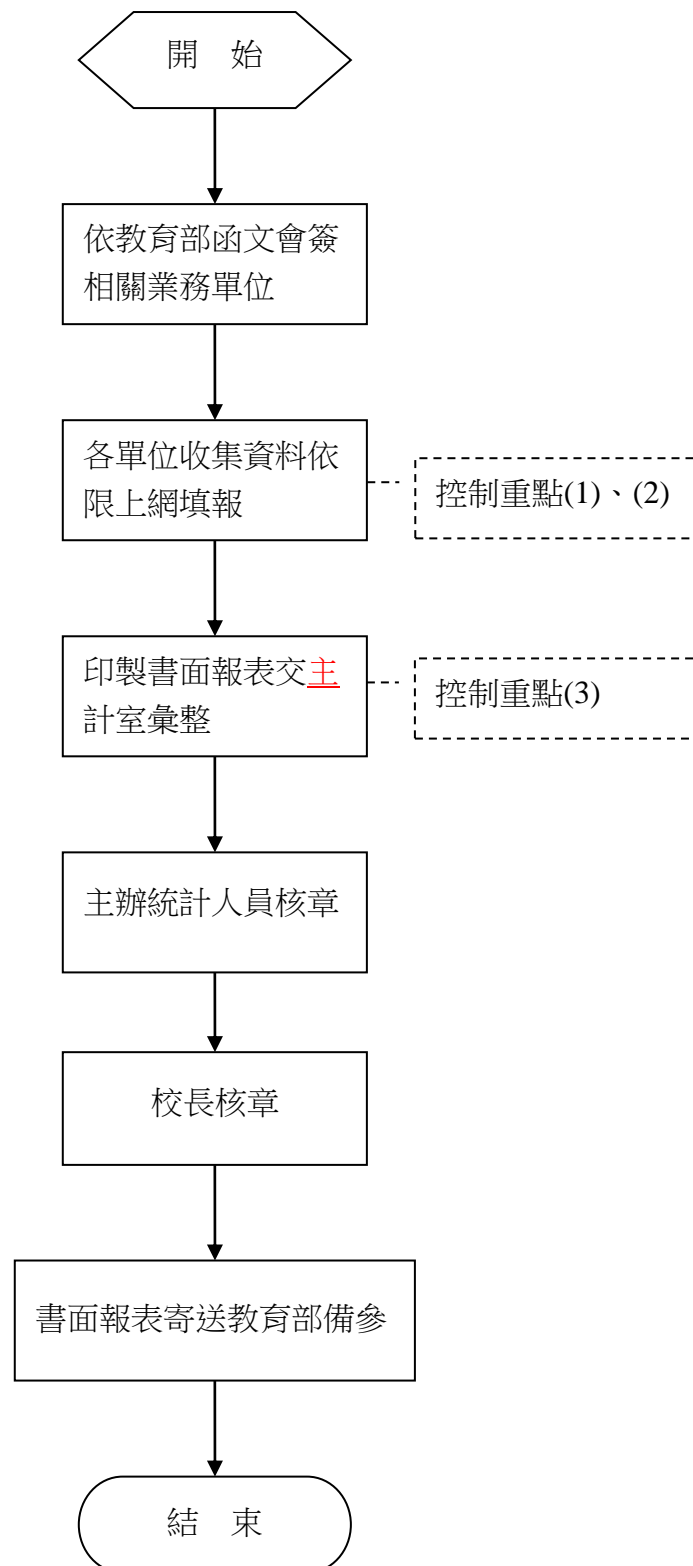 開　始
依教育部函文會簽
相關業務單位
各單位收集資料依
限上網填報
控制重點(1)、(2)
印製書面報表交主
計室彙整
控制重點(3)
主辦統計人員核章
校長核章
書面報表寄送教育部備參
結　束